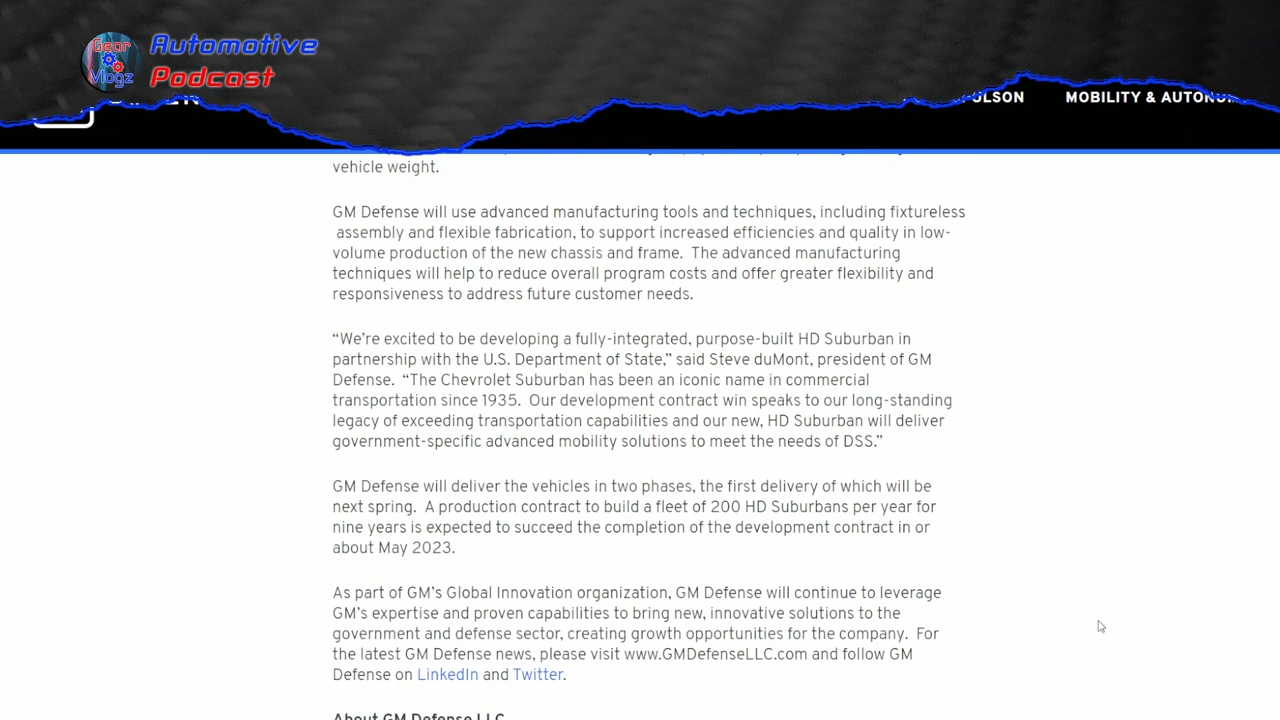 Gear
Vlogz
Automotive
Podcast
MOBILITY & AUTONO
vehicle weight.
GM Defense will use advanced manufacturing tools and techniques, including fixtureless
assembly and flexible fabrication, to support increased efficiencies and quality in low-
volume production of the new chassis and frame. The advanced manufacturing
techniques will help to reduce overall program costs and offer greater flexibility and
responsiveness to address future customer needs.
“We’re excited to be developing a fully-integrated, purpose-built HD Suburban in
partnership with the U.S. Department of State,” said Steve duMont, president of GM
Defense. “The Chevrolet Suburban has been an iconic name in commercial
transportation since 1935. Our development contract win speaks to our long-standing
legacy of exceeding transportation capabilities and our new, HD Suburban will deliver
government-specific advanced mobility solutions to meet the needs of DSS.”
GM Defense will deliver the vehicles in two phases, the first delivery of which will be
next spring. A production contract to build a fleet of 200 HD Suburbans per year for
nine years is expected to succeed the completion of the development contract in or
about May 2023.
As part of GM’s Global Innovation organization, GM Defense will continue to leverage
GM’s expertise and proven capabilities to bring new, innovative solutions to the
government and defense sector, creating growth opportunities for the company. For
the latest GM Defense news, please visit www.GMDefenseLLC.com and follow GM
Defense on LinkedIn and Twitter.
About GM Defense LLC